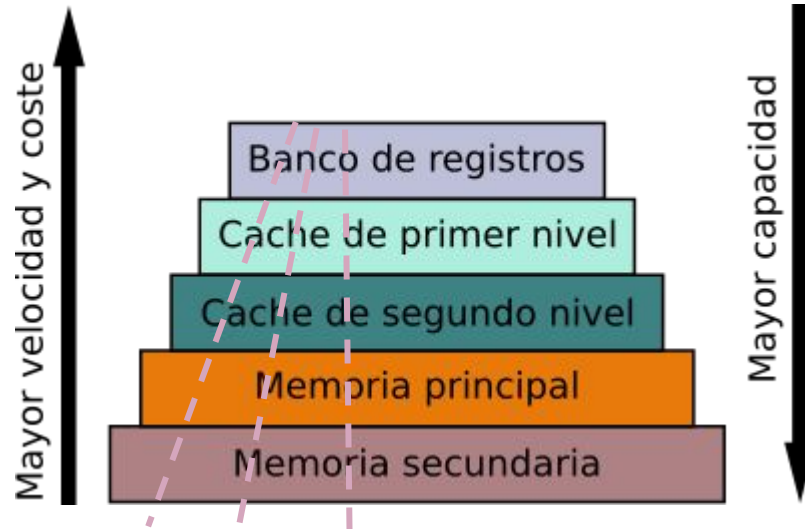 Mayor velocidad y coste
Banco de registros
Cache de primer nivel
Cache de segundo nivel
Memoria principal
Memoria secundaria
Mayor capacidad